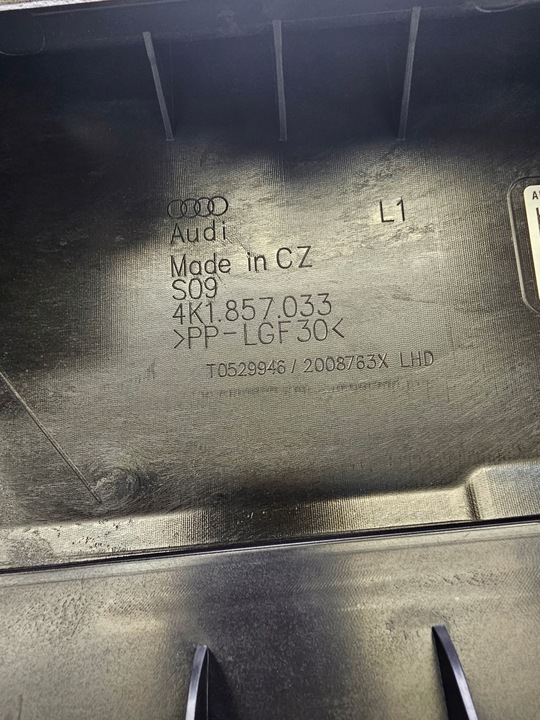 Audi
L1
Made in CZ
S09
4K1.857.033
>PP-LGF30<
T0529946 / 2008763X LHD